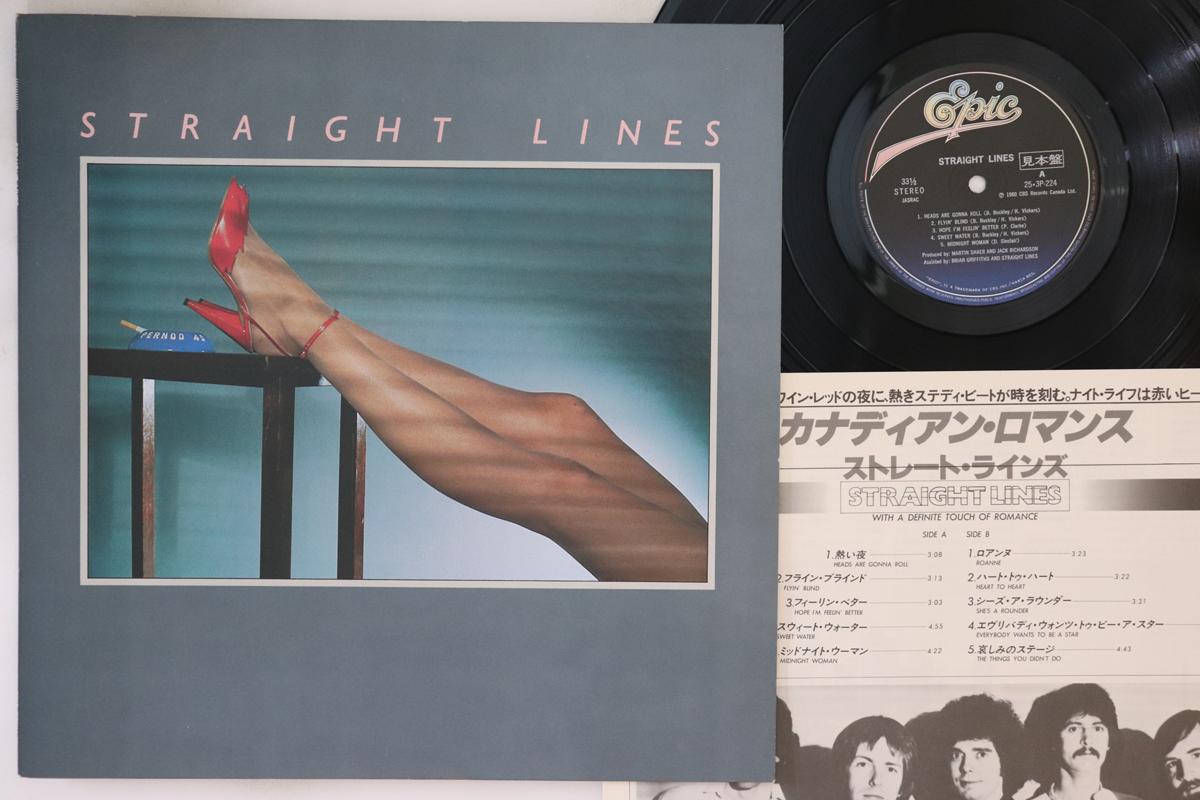 STRAIGHT LINES
PERNOD 45
Epic
STRAIGHT LINES 見本盤
33⅓
STEREO
JASRAC
A
25・3P-224
℗ 1980 CBS Records Canada Ltd.
1. HEADS ARE GONNA ROLL (D. Buckley/H. Vickers)
2. FLYIN' BLIND (D. Buckley/H. Vickers)
3. HOPE I'M FEELIN' BETTER (P. Clarke)
4. SWEET WATER (D. Buckley/H. Vickers)
5. MIDNIGHT WOMAN (D. Sinclair)
Produced by: MARTIN SHAER AND JACK RICHARDSON
Assisted by: BRIAN GRIFFITHS AND STRAIGHT LINES
"EPIC", IS A TRADEMARK OF CBS INC./MARCA REG.
ワイン・レッドの夜に、熱きステディ・ビートが時を刻む。ナイト・ライフは赤いヒー
カナディアン・ロマンス
ストレート・ラインズ
STRAIGHT LINES
WITH A DEFINITE TOUCH OF ROMANCE
SIDE A
1.熱い夜 3:08
HEADS ARE GONNA ROLL
2.フライン・ブラインド 3:13
FLYIN' BLIND
3.フィーリン・ベター 3:03
HOPE I'M FEELIN' BETTER
スウィート・ウォーター 4:55
SWEET WATER
.ミッドナイト・ウーマン 4:22
MIDNIGHT WOMAN
SIDE B
1.ロアンヌ 3:23
ROANNE
2.ハート・トゥ・ハート 3:22
HEART TO HEART
3.シーズ・ア・ラウンダー 3:31
SHE'S A ROUNDER
4.エヴリバディ・ウォンツ・トゥ・ビー・ア・スター
EVERYBODY WANTS TO BE A STAR
5.哀しみのステージ 4:43
THE THINGS YOU DIDN'T DO